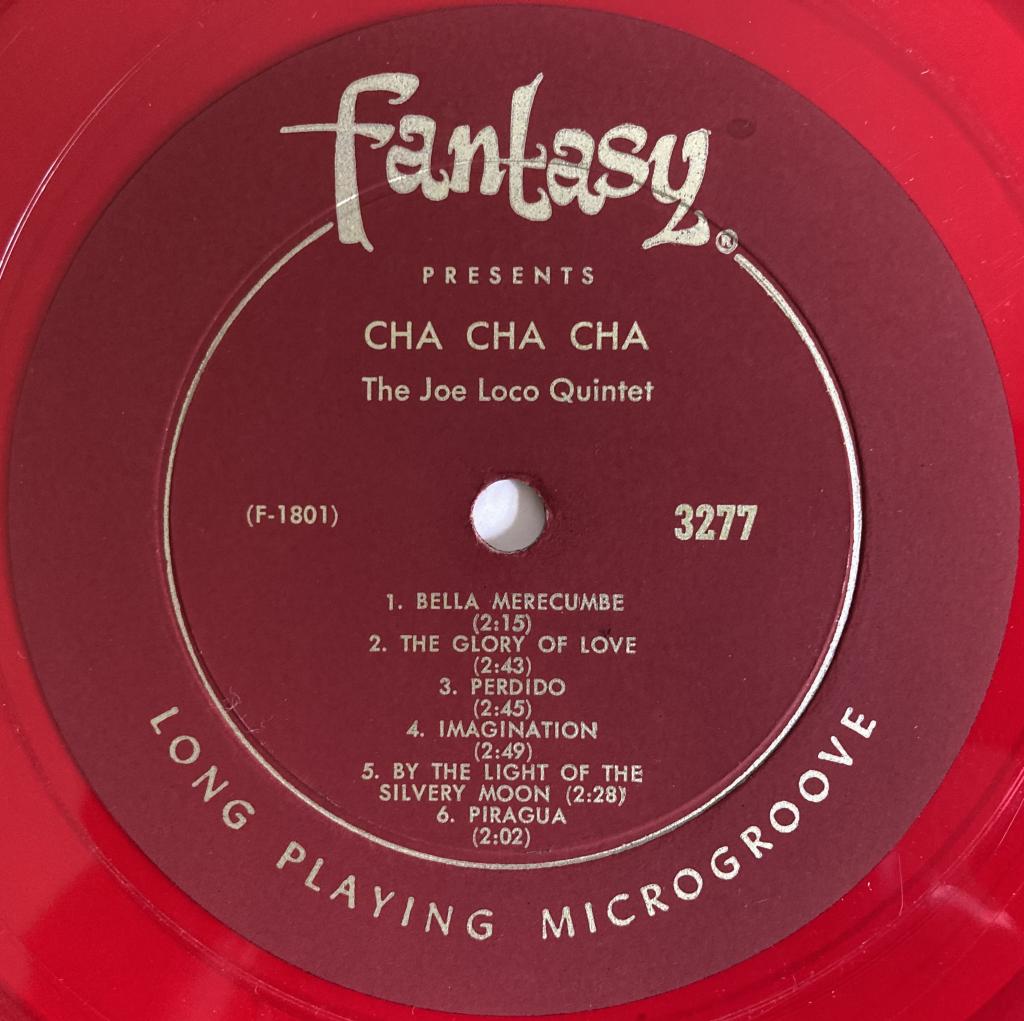 fantasy®
PRESENTS
CHA CHA CHA
The Joe Loco Quintet
(F-1801) 3277
1. BELLA MERECUMBE
(2:15)
2. THE GLORY OF LOVE
(2:43)
3. PERDIDO
(2:45)
4. IMAGINATION
(2:49)
5. BY THE LIGHT OF THE
SILVERY MOON (2:28)
6. PIRAGUA
(2:02)
LONG PLAYING MICROGROOVE